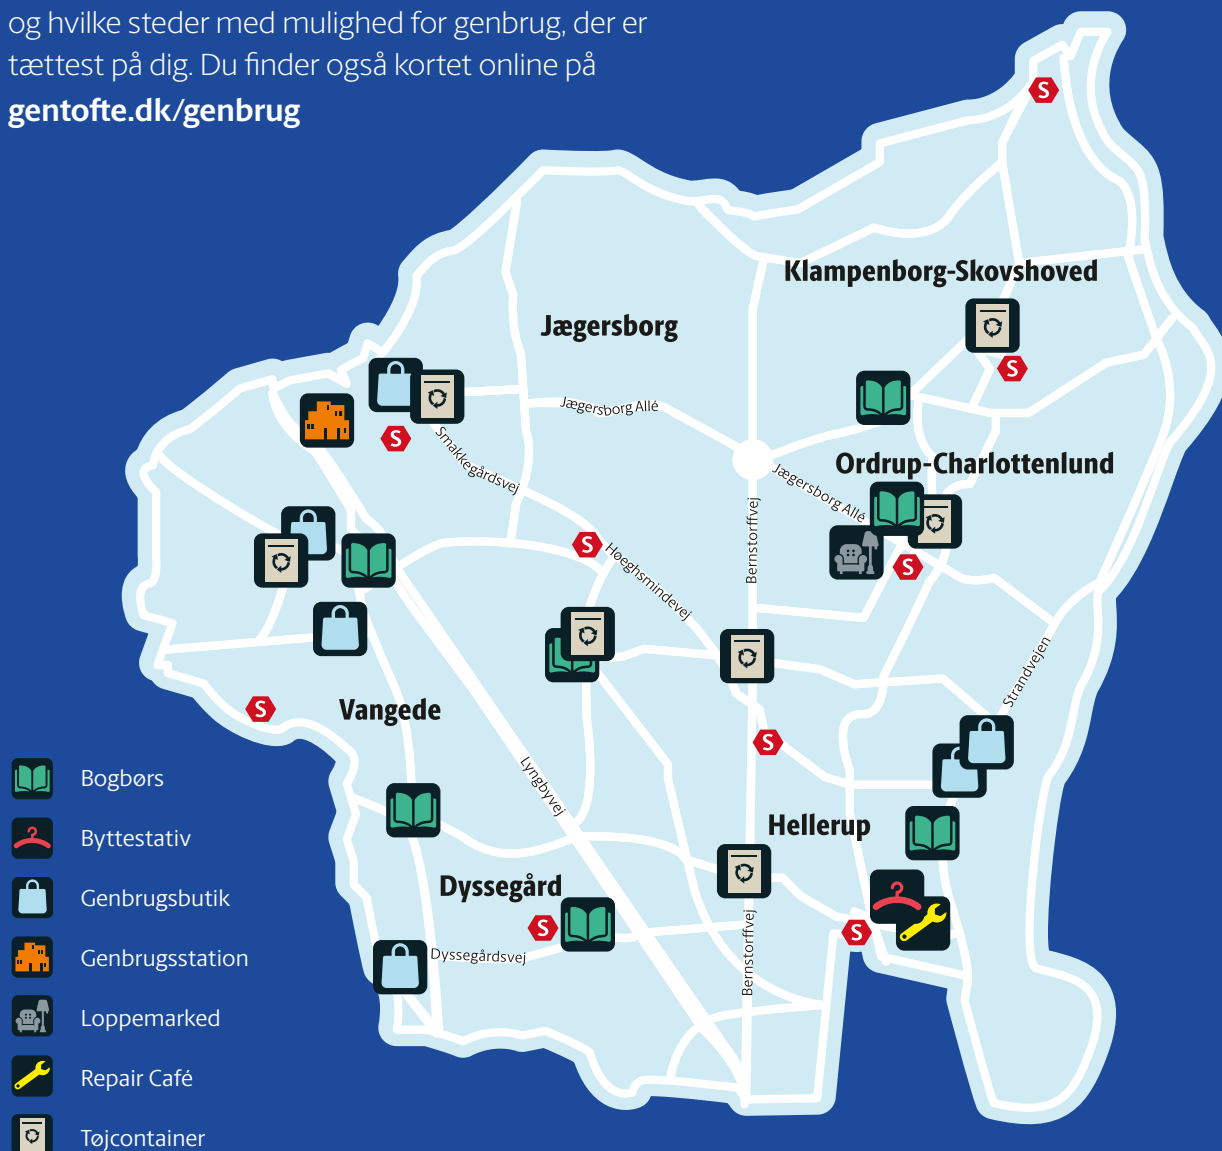 og hvilke steder med mulighed for genbrug, der er
tættest på dig. Du finder også kortet online på
gentofte.dk/genbrug
S
Klampenborg-Skovshoved
Jægersborg
S
Jægersborg Allé
S
Smakkegårdsvej
Ordrup-Charlottenlund
Jægersborg Allé
Bernstorffvej
S
Høeghsmindevej
S
Strandvejen
Vangede
S
S
Lyngbyvej
Hellerup
Dyssegård
S
Dyssegårdsvej
Bernstorffvej
S
Bogbørs
Byttestativ
Genbrugsbutik
Genbrugsstation
Loppemarked
Repair Café
Tøjcontainer